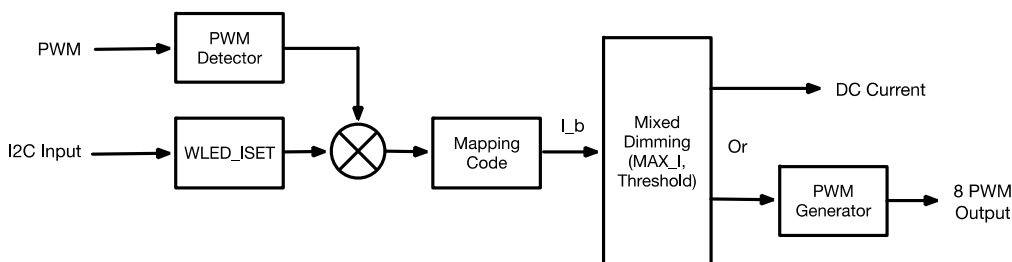 PWM
PWM
Detector
I2C Input
WLED_ISET
Mapping
Code
I_b
Mixed
Dimming
(MAX_I,
Threshold)
DC Current
Or
PWM
Generator
8 PWM
Output